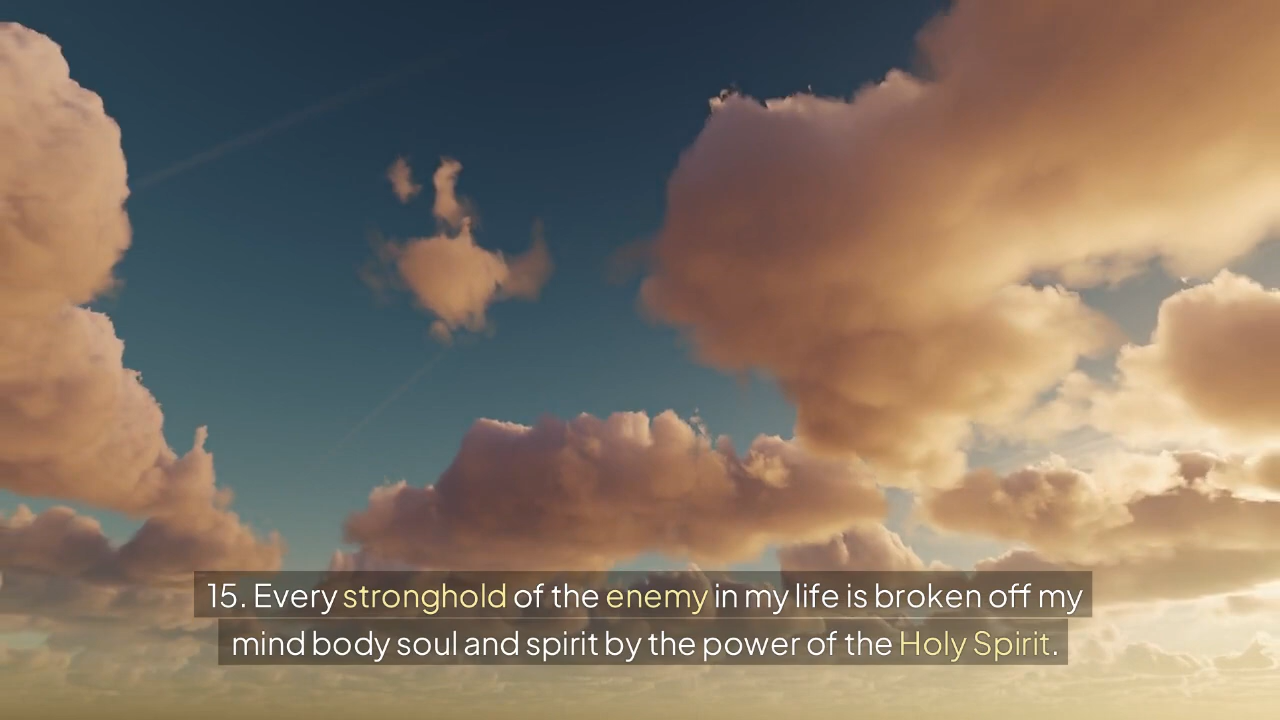 15. Every stronghold of the enemy in my life is broken off my
mind body soul and spirit by the power of the Holy Spirit.